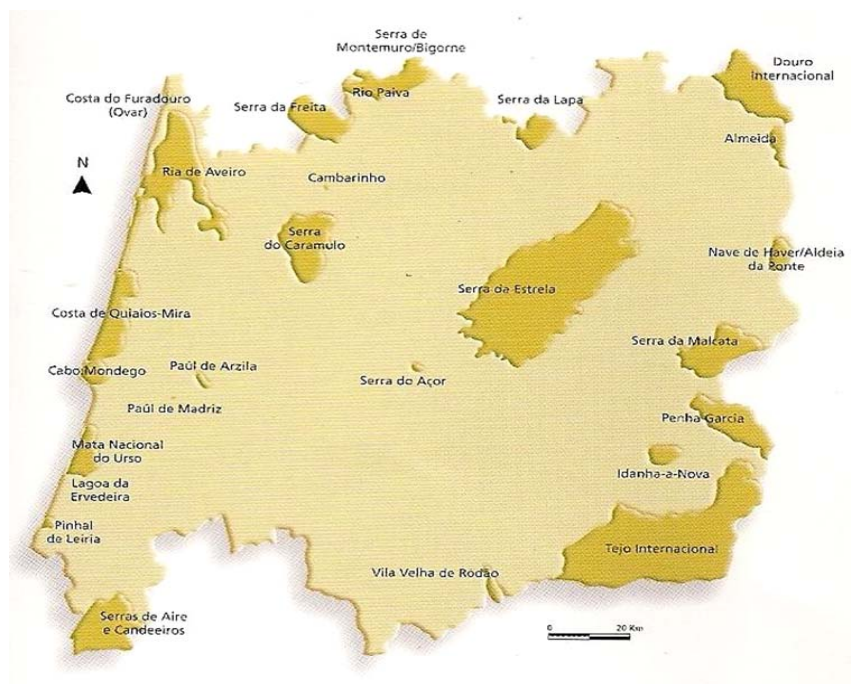 Serra de
Montemuro/Bigorne
Douro
Internacional
Costa do Furadouro
(Ovar)
Serra da Freita
Rio Paiva
Serra da Lapa
Almeida
N
Ria de Aveiro
Cambarinho
Serra
do Caramulo
Nave de Haver/Aldeia
da Ponte
Serra da Estrela
Costa de Quiaios-Mira
Serra da Malcata
Cabo Mondego
Paúl de Arzila
Serra do Açor
Paúl de Madriz
Penha Garcia
Mata Nacional
do Urso
Idanha-a-Nova
Lagoa da
Ervedeira
Pinhal
de Leiria
Tejo Internacional
Vila Velha de Rodão
Serras de Aire
e Candeeiros
0 20 Km